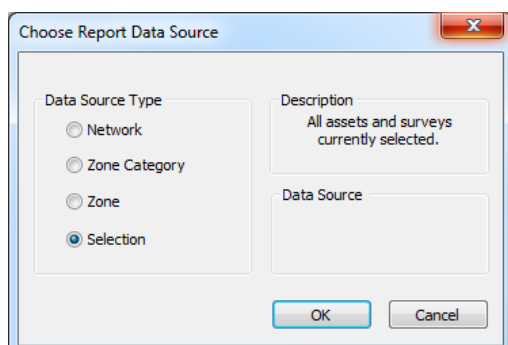 Choose Report Data Source
Data Source Type
Network
Zone Category
Zone
Selection
Description
All assets and surveys
currently selected.
Data Source
OK
Cancel